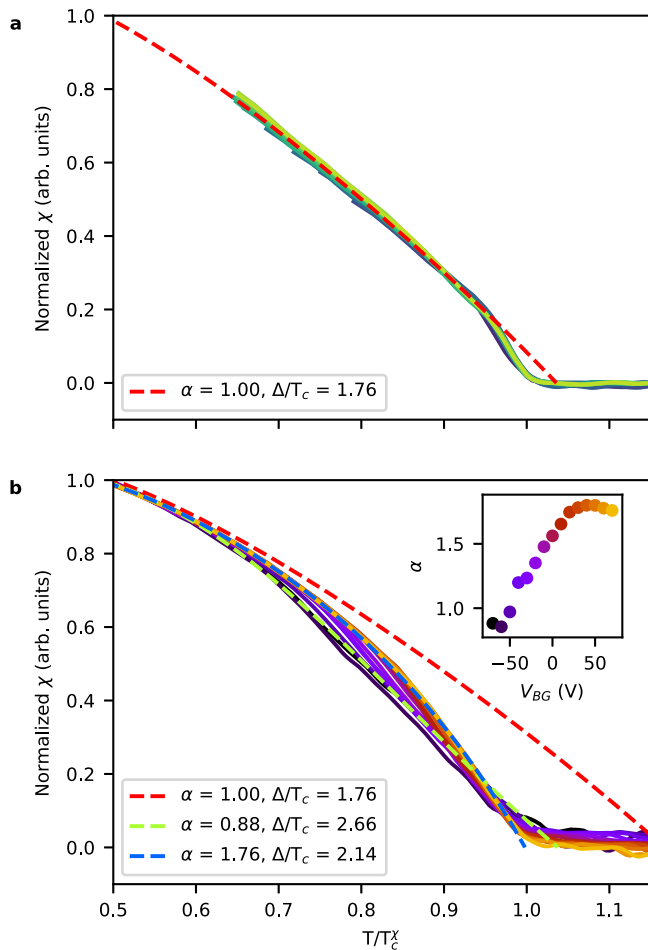 a
1.0
0.8
0.6
0.4
0.2
0.0
Normalized χ (arb. units)
α = 1.00, Δ/T_c = 1.76
b
1.0
0.8
0.6
0.4
0.2
0.0
Normalized χ (arb. units)
1.5
1.0
α
−50 0 50
V_BG (V)
α = 1.00, Δ/T_c = 1.76
α = 0.88, Δ/T_c = 2.66
α = 1.76, Δ/T_c = 2.14
0.5 0.6 0.7 0.8 0.9 1.0 1.1
T/T_c^χ